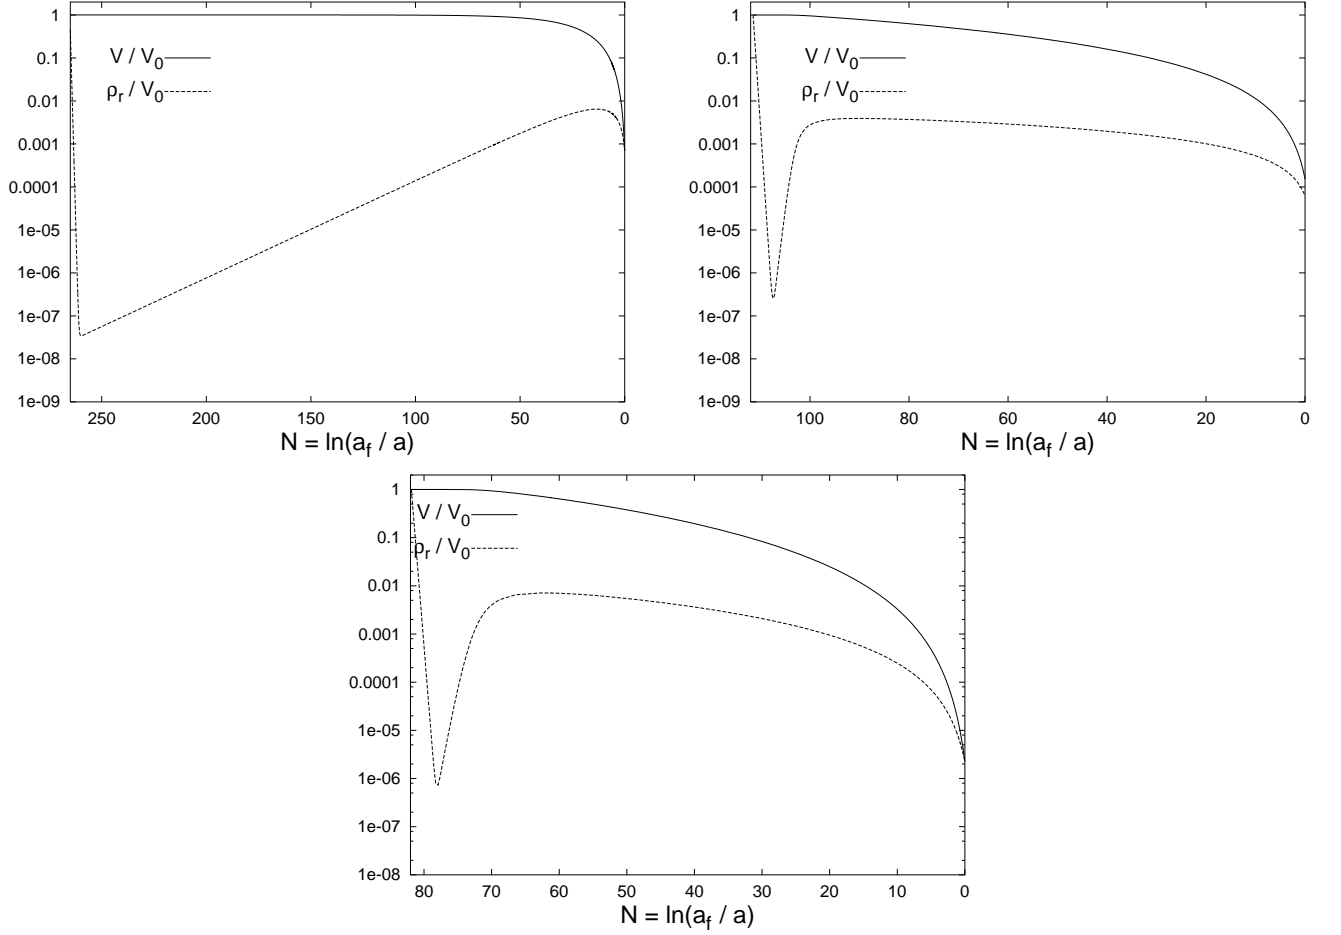 1
0.1
0.01
0.001
0.0001
1e-05
1e-06
1e-07
1e-08
1e-09
V / V₀
ρᵣ / V₀
250 200 150 100 50 0
N = ln(a_f / a)
1
0.1
0.01
0.001
0.0001
1e-05
1e-06
1e-07
1e-08
1e-09
V / V₀
ρᵣ / V₀
100 80 60 40 20 0
N = ln(a_f / a)
1
0.1
0.01
0.001
0.0001
1e-05
1e-06
1e-07
1e-08
V / V₀
ρᵣ / V₀
80 70 60 50 40 30 20 10 0
N = ln(a_f / a)